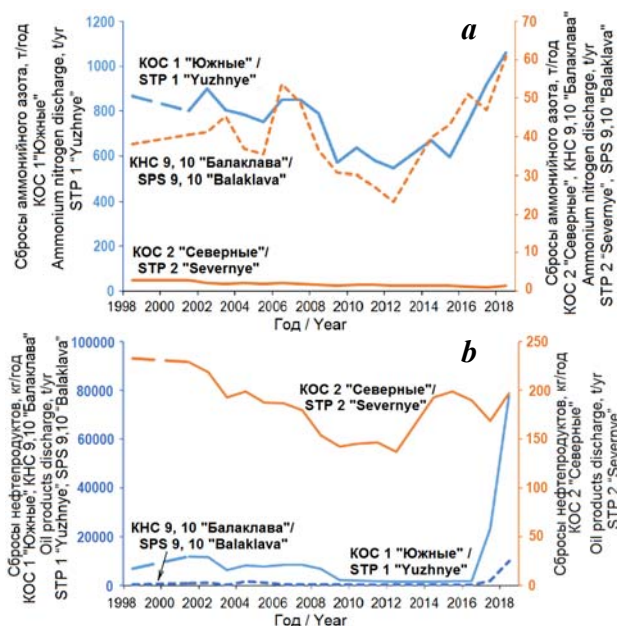 a
Сбросы аммонийного азота, т/год
КОС 1"Южные"
Ammonium nitrogen discharge, t/yr
STP 1 "Yuzhnye"
1200
1000
800
600
400
200
0
КОС 1 "Южные" /
STP 1 "Yuzhnye"
КНС 9, 10 "Балаклава"/
SPS 9, 10 "Balaklava"
КОС 2 "Северные"/
STP 2 "Severnye"
70
60
50
40
30
20
10
0
Сбросы аммонийного азота, т/год
КОС 2 "Северные", КНС 9,10 "Балаклава"
Ammonium nitrogen discharge, t/yr
STP 2 "Severnye", SPS 9,10 "Balaklava"
1998 2000 2002 2004 2006 2008 2010 2012 2014 2016 2018
Год / Year
b
Сбросы нефтепродуктов, кг/год
КОС 1 "Южные", КНС 9,10 "Балаклава"
Oil products discharge, t/yr
STP 1 "Yuzhnye", SPS 9,10 "Balaklava"
100000
80000
60000
40000
20000
0
КОС 2 "Северные"/
STP 2 "Severnye"
КНС 9, 10 "Балаклава"/
SPS 9, 10 "Balaklava"
КОС 1 "Южные" /
STP 1 "Yuzhnye"
250
200
150
100
50
0
Сбросы нефтепродуктов, кг/год
КОС 2 "Северные"
Oil products discharge, t/yr
STP 2 "Severnye"
1998 2000 2002 2004 2006 2008 2010 2012 2014 2016 2018
Год / Year